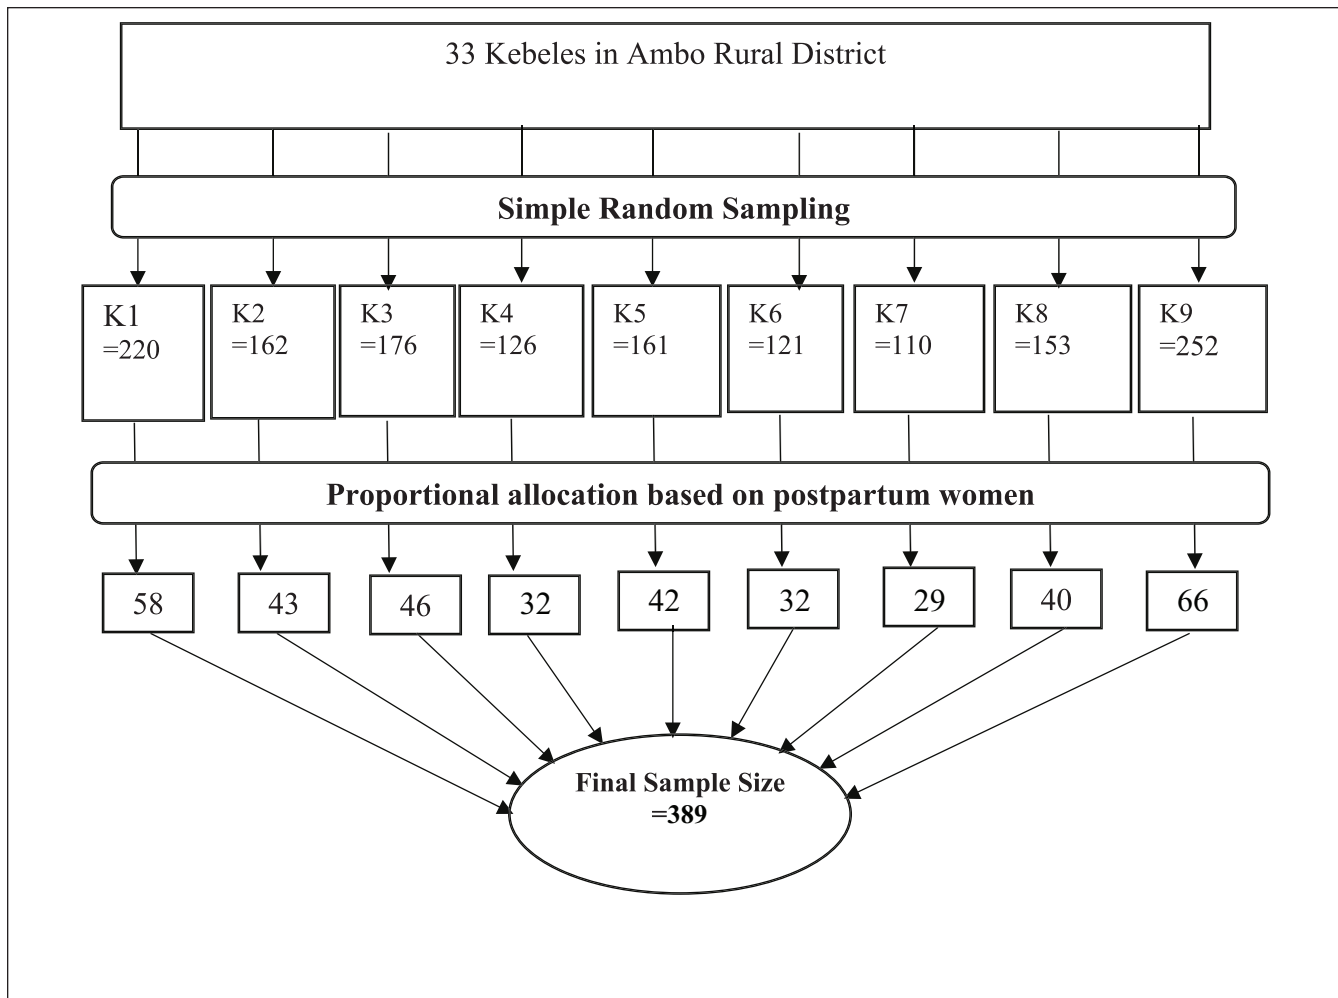 33 Kebeles in Ambo Rural District
Simple Random Sampling
K1
=220
K2
=162
K3
=176
K4
=126
K5
=161
K6
=121
K7
=110
K8
=153
K9
=252
Proportional allocation based on postpartum women
58
43
46
32
42
32
29
40
66
Final Sample Size
=389